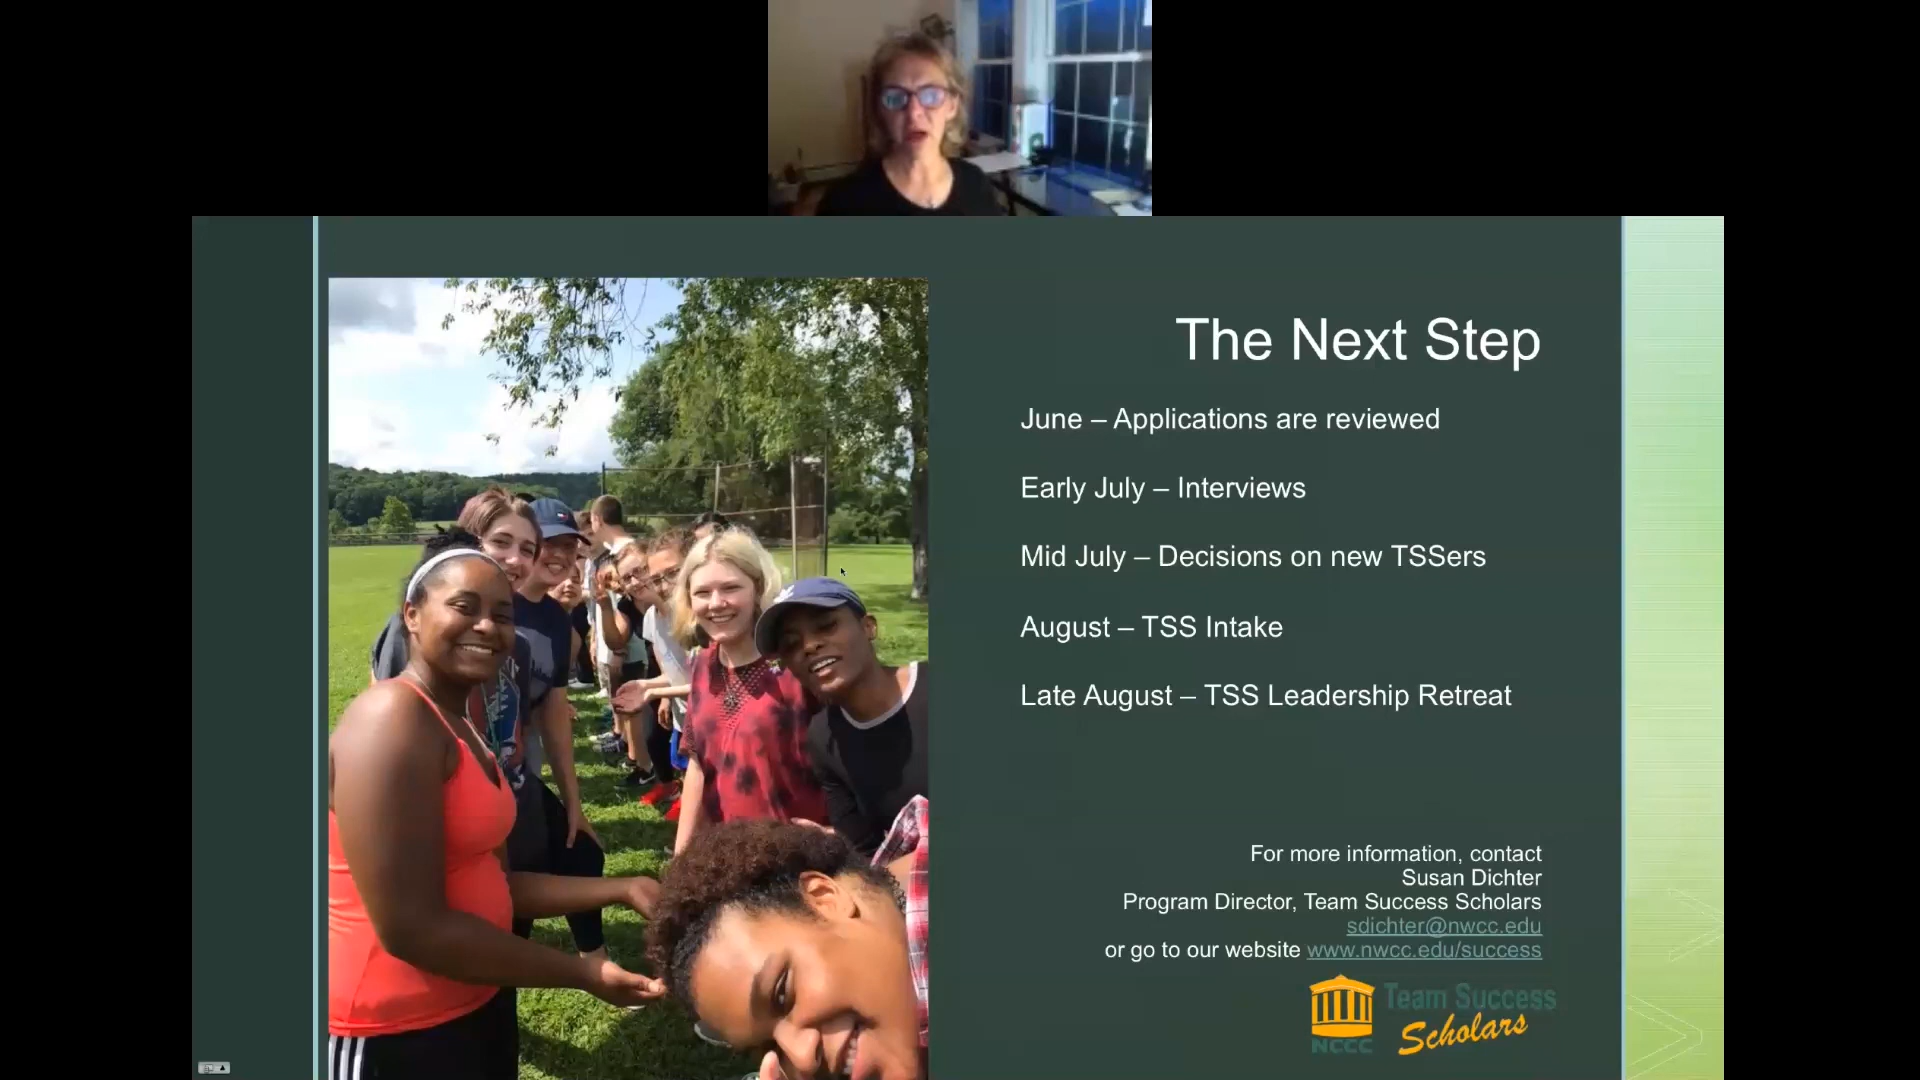 The Next Step
June – Applications are reviewed
Early July – Interviews
Mid July – Decisions on new TSSers
August – TSS Intake
Late August – TSS Leadership Retreat
For more information, contact
Susan Dichter
Program Director, Team Success Scholars
sdichter@nwcc.edu
or go to our website www.nwcc.edu/success
Team Success
Scholars
NCCC